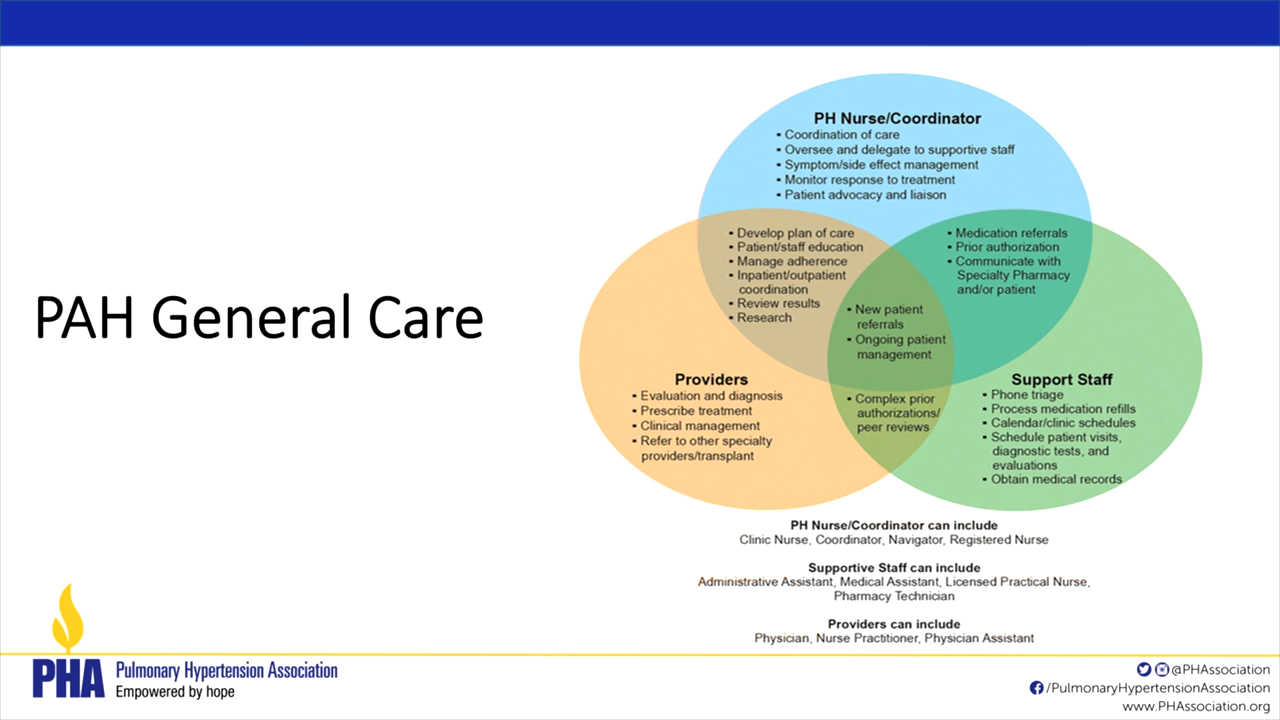 PAH General Care
PH Nurse/Coordinator
▪ Coordination of care
▪ Oversee and delegate to supportive staff
▪ Symptom/side effect management
▪ Monitor response to treatment
▪ Patient advocacy and liaison
▪ Develop plan of care
▪ Patient/staff education
▪ Manage adherence
▪ Inpatient/outpatient
coordination
▪ Review results
▪ Research
▪ Medication referrals
▪ Prior authorization
▪ Communicate with
Specialty Pharmacy
and/or patient
▪ New patient
referrals
▪ Ongoing patient
management
Providers
▪ Evaluation and diagnosis
▪ Prescribe treatment
▪ Clinical management
▪ Refer to other specialty
providers/transplant
▪ Complex prior
authorizations/
peer reviews
Support Staff
▪ Phone triage
▪ Process medication refills
▪ Calendar/clinic schedules
▪ Schedule patient visits,
diagnostic tests, and
evaluations
▪ Obtain medical records
PH Nurse/Coordinator can include
Clinic Nurse, Coordinator, Navigator, Registered Nurse
Supportive Staff can include
Administrative Assistant, Medical Assistant, Licensed Practical Nurse,
Pharmacy Technician
Providers can include
Physician, Nurse Practitioner, Physician Assistant
PHA
Pulmonary Hypertension Association
Empowered by hope
@PHAssociation
/PulmonaryHypertensionAssociation
www.PHAssociation.org